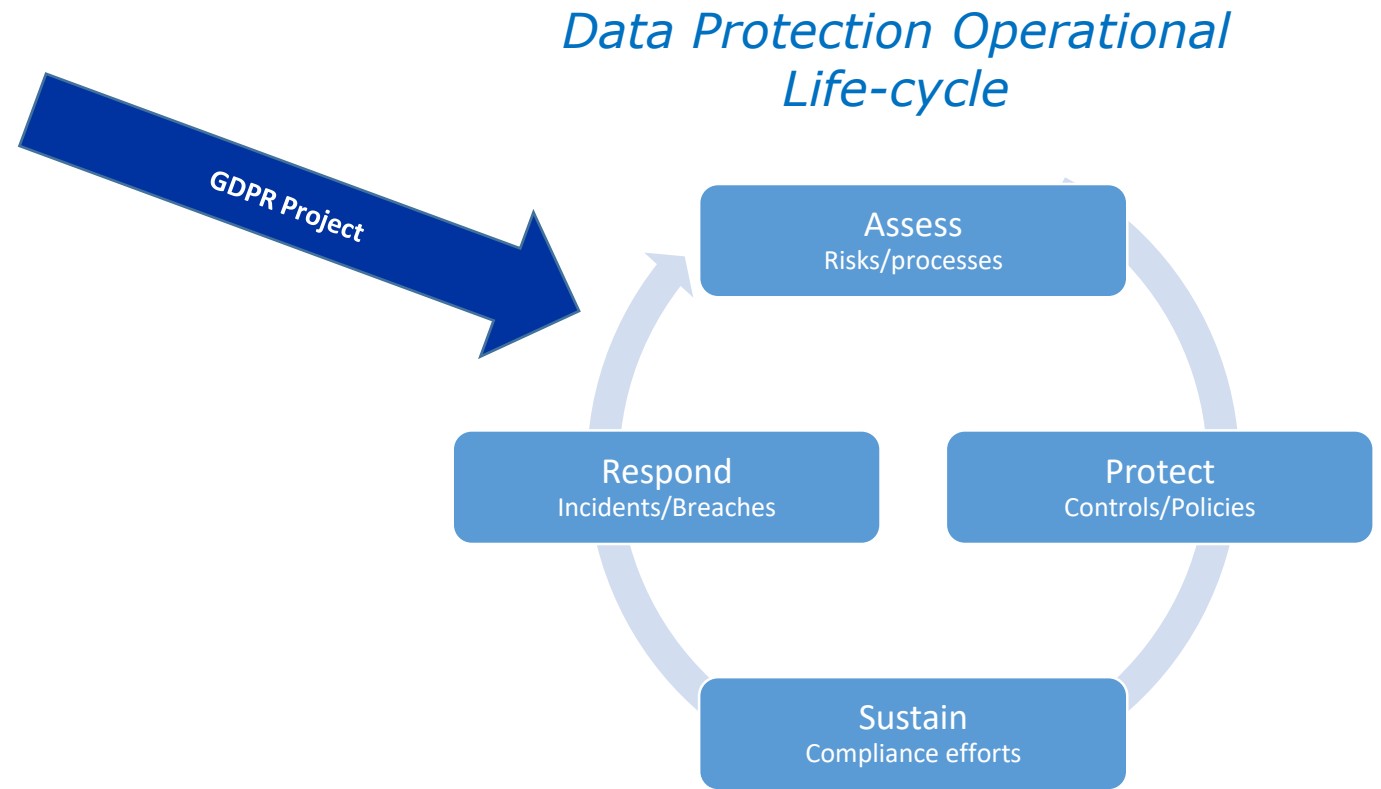 Data Protection Operational
Life-cycle
GDPR Project
Assess
Risks/processes
Respond
Incidents/Breaches
Protect
Controls/Policies
Sustain
Compliance efforts